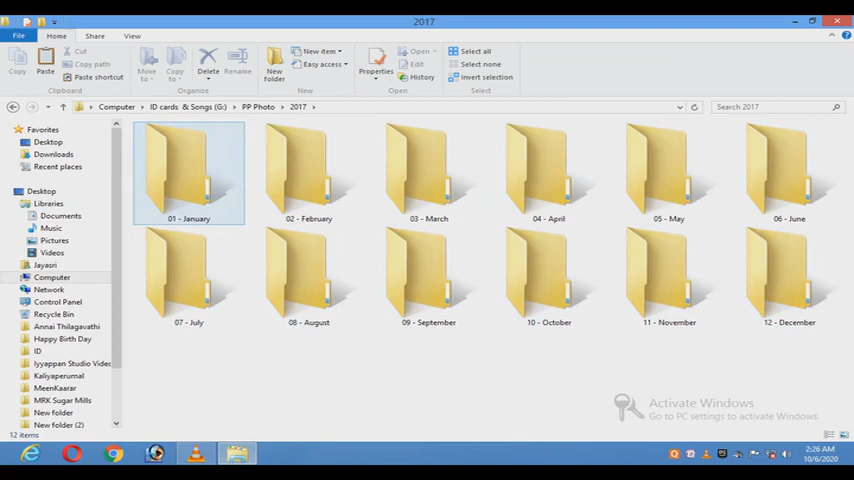 2017
File Home Share View
Copy
Paste
Cut
Copy path
Paste shortcut
Clipboard
Move to
Copy to
Delete
Rename
Organize
New folder
New item
Easy access
New
Properties
Open
Edit
History
Open
Select all
Select none
Invert selection
Select
Computer ID cards & Songs (G:) PP Photo 2017
Search 2017
Favorites
Desktop
Downloads
Recent places
Desktop
Libraries
Documents
Music
Pictures
Videos
Jayasri
Computer
Network
Control Panel
Recycle Bin
Annai Thilagavathi
Happy Birth Day
ID
Iyyappan Studio Video
Kaliyaperumal
MeenKaarar
MRK Sugar Mills
New folder
New folder (2)
01 - January 02 - February 03 - March 04 - April 05 - May 06 - June
07 - July 08 - August 09 - September 10 - October 11 - November 12 - December
Activate Windows
Go to PC settings to activate Windows.
12 items
2:26 AM
10/6/2020